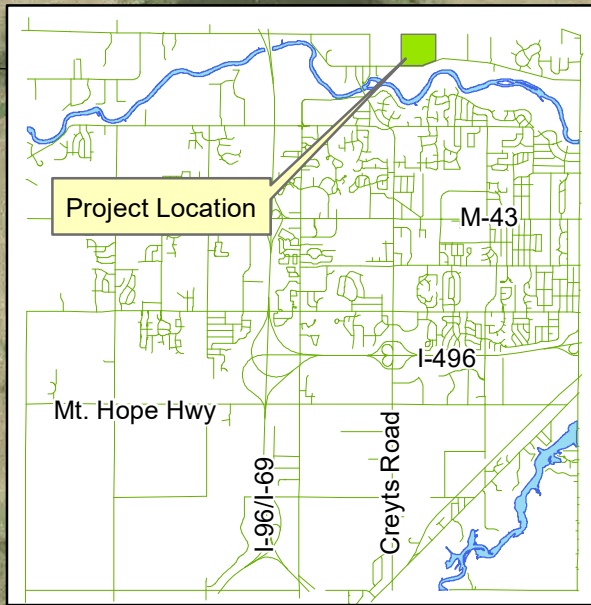 Project Location
M-43
I-496
Mt. Hope Hwy
I-96/I-69
Creyts Road